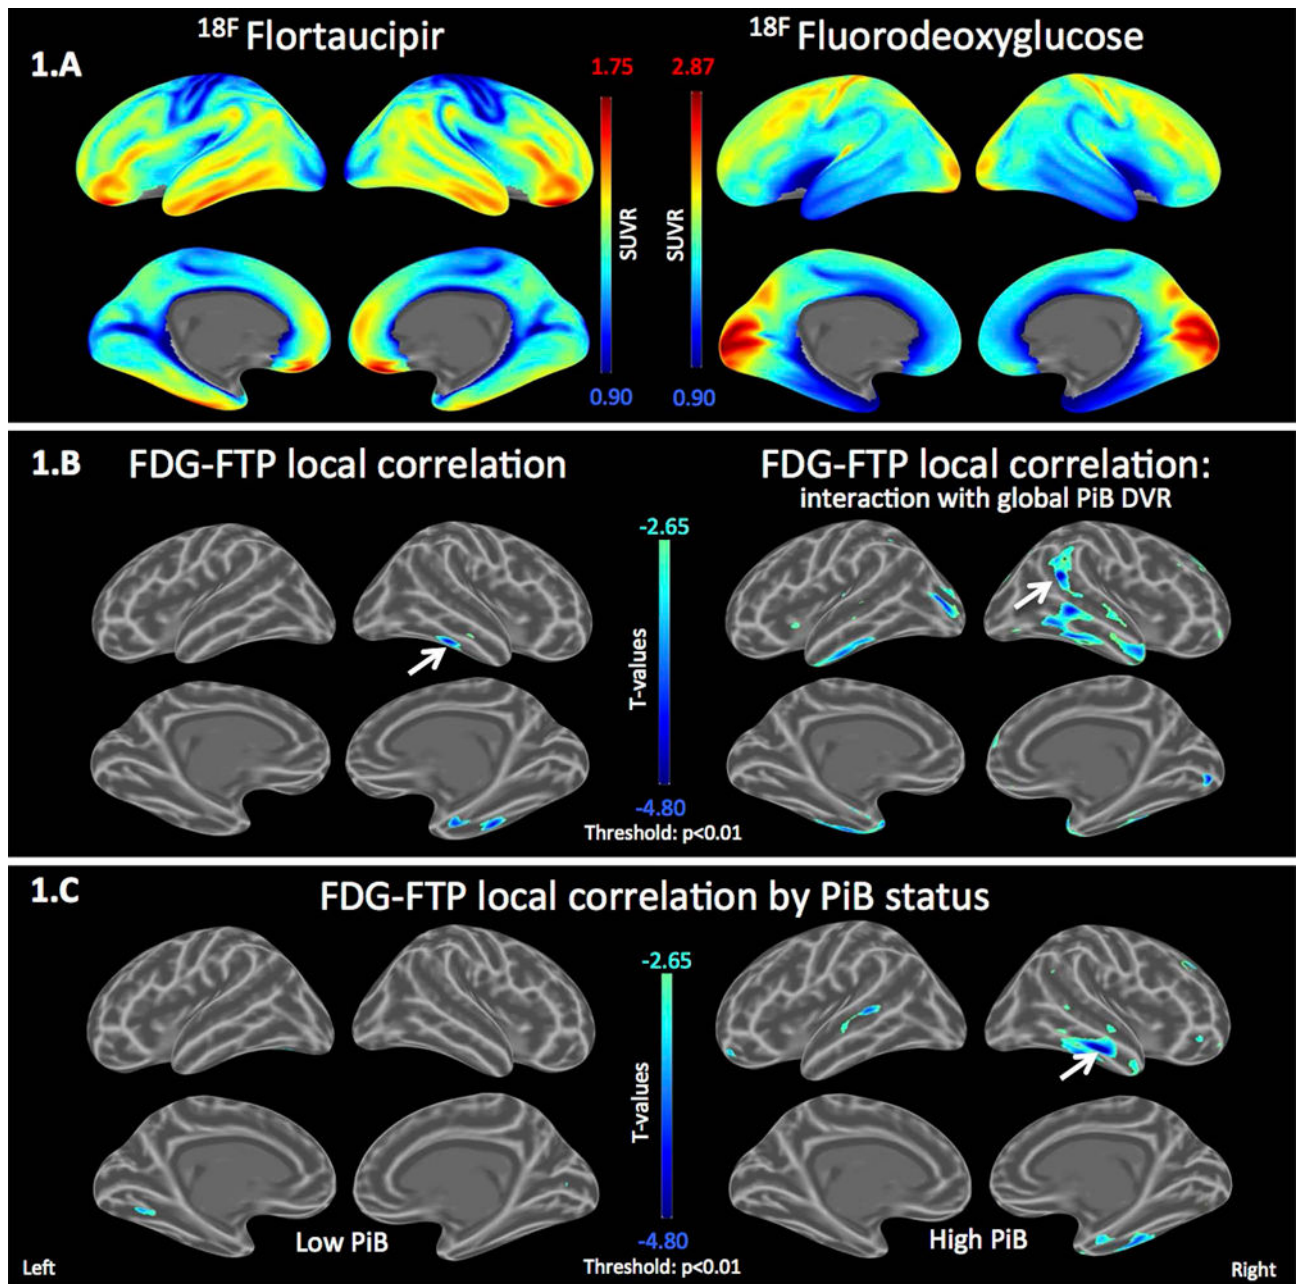 18F Flortaucipir
18F Fluorodeoxyglucose
1.A
1.75
2.87
SUVR
SUVR
0.90
0.90
1.B
FDG-FTP local correlation
FDG-FTP local correlation:
interaction with global PiB DVR
-2.65
T-values
-4.80
Threshold: p<0.01
1.C
FDG-FTP local correlation by PiB status
-2.65
T-values
Low PiB
-4.80
High PiB
Left
Threshold: p<0.01
Right